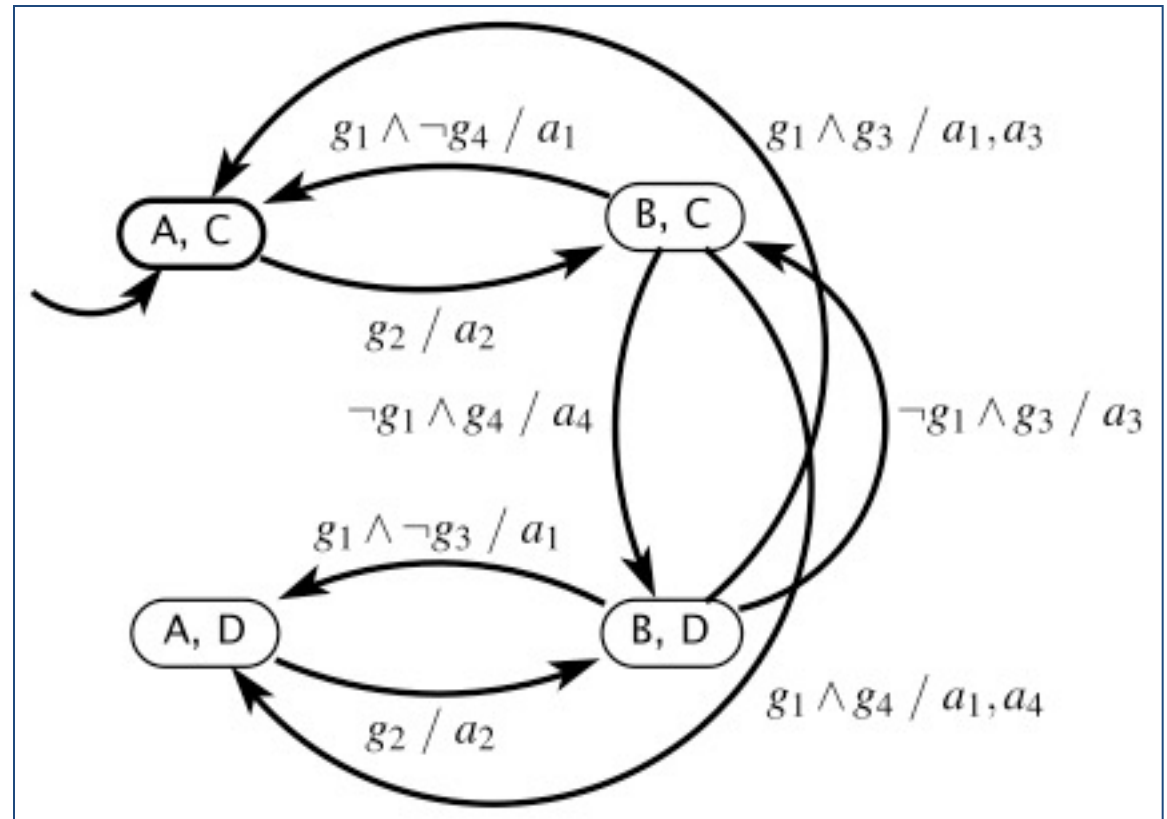 g₁ ∧ ¬g₄ / a₁
g₁ ∧ g₃ / a₁, a₃
A, C
B, C
g₂ / a₂
¬g₁ ∧ g₄ / a₄
¬g₁ ∧ g₃ / a₃
g₁ ∧ ¬g₃ / a₁
A, D
B, D
g₁ ∧ g₄ / a₁, a₄
g₂ / a₂